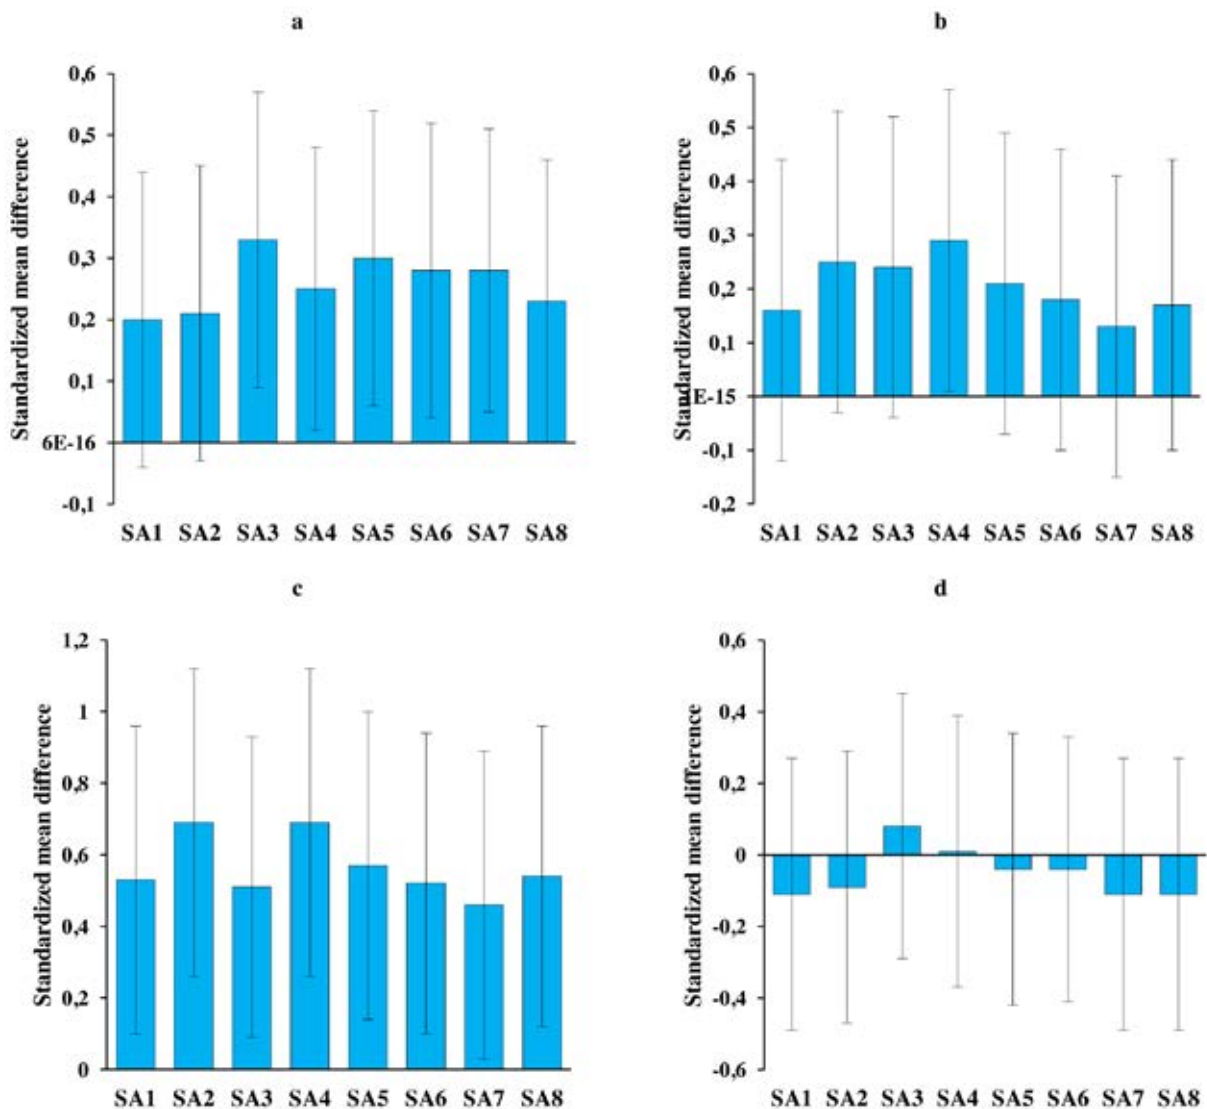 a
Standardized mean difference
0,6
0,5
0,4
0,3
0,2
0,1
6E-16
-0,1
SA1 SA2 SA3 SA4 SA5 SA6 SA7 SA8
b
Standardized mean difference
0,6
0,5
0,4
0,3
0,2
0,1
E-15
-0,1
-0,2
SA1 SA2 SA3 SA4 SA5 SA6 SA7 SA8
c
Standardized mean difference
1,2
1
0,8
0,6
0,4
0,2
0
SA1 SA2 SA3 SA4 SA5 SA6 SA7 SA8
d
Standardized mean difference
0,6
0,4
0,2
0
-0,2
-0,4
-0,6
SA1 SA2 SA3 SA4 SA5 SA6 SA7 SA8